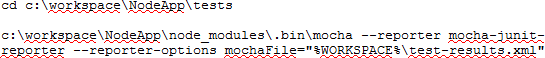 cd c:\workspace\NodeApp\tests
c:\workspace\NodeApp\node_modules\.bin\mocha --reporter mocha-junit-
reporter --reporter-options mochaFile="%WORKSPACE%\test-results.xml"